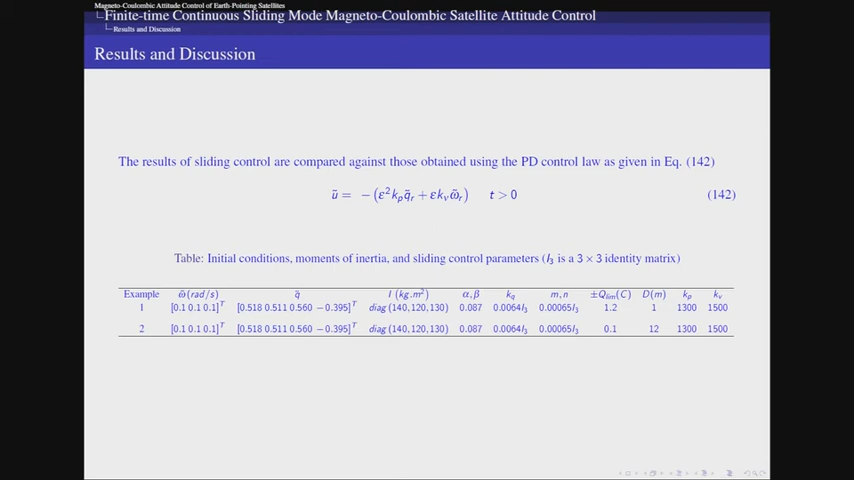 Magneto-Coulombic Attitude Control of Earth-Pointing Satellites
Finite-time Continuous Sliding Mode Magneto-Coulombic Satellite Attitude Control
Results and Discussion
Results and Discussion
The results of sliding control are compared against those obtained using the PD control law as given in Eq. (142)
ũ = −(ε²kₚq̃ᵣ + εkᵥω̃ᵣ) t > 0 (142)
Table: Initial conditions, moments of inertia, and sliding control parameters (I₃ is a 3 × 3 identity matrix)
Example ω̄(rad/s) q̄ I (kg.m²) α, β k_q m, n ±Q_lim(C) D(m) kₚ kᵥ
1 [0.1 0.1 0.1]ᵀ [0.518 0.511 0.560 −0.395]ᵀ diag (140, 120, 130) 0.087 0.0064I₃ 0.00065I₃ 1.2 1 1300 1500
2 [0.1 0.1 0.1]ᵀ [0.518 0.511 0.560 −0.395]ᵀ diag (140, 120, 130) 0.087 0.0064I₃ 0.00065I₃ 0.1 12 1300 1500